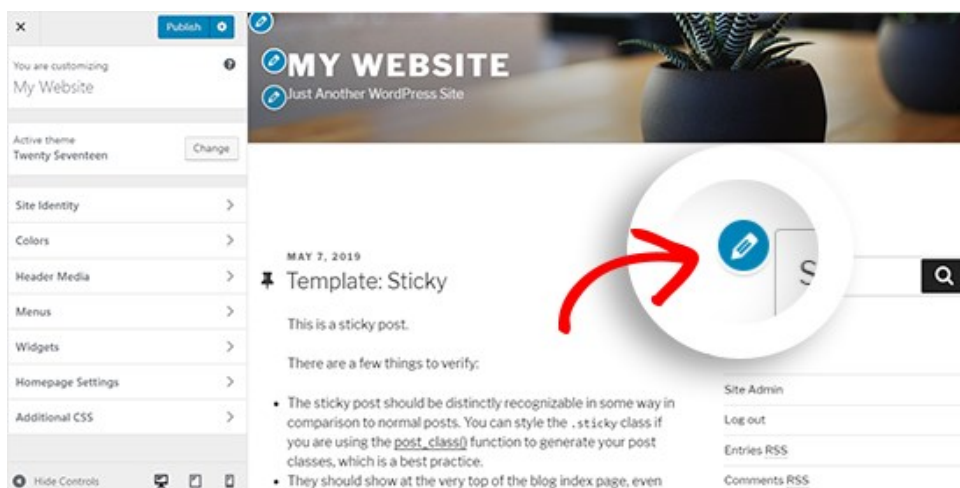 Publish
You are customizing
My Website
Active theme
Twenty Seventeen
Change
Site Identity
Colors
Header Media
Menus
Widgets
Homepage Settings
Additional CSS
Hide Controls
MY WEBSITE
Just Another WordPress Site
MAY 7, 2019
Template: Sticky
This is a sticky post.
There are a few things to verify:
• The sticky post should be distinctly recognizable in some way in
comparison to normal posts. You can style the .sticky class if
you are using the post_class() function to generate your post
classes, which is a best practice.
• They should show at the very top of the blog index page, even
S
Site Admin
Log out
Entries RSS
Comments RSS